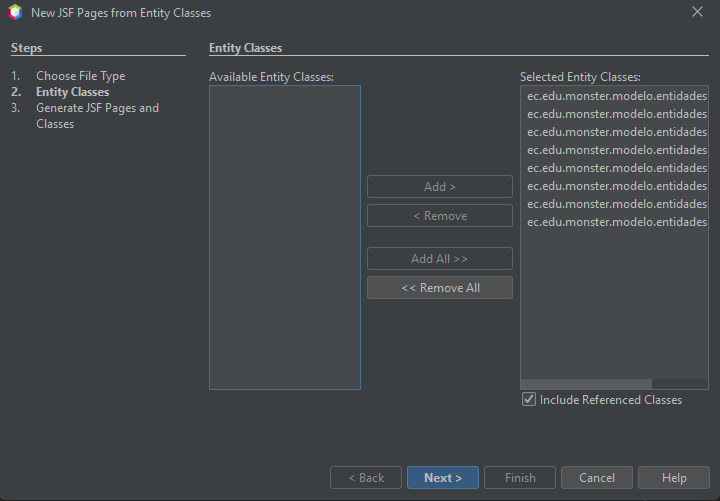 New JSF Pages from Entity Classes
Steps
1. Choose File Type
2. Entity Classes
3. Generate JSF Pages and
Classes
Entity Classes
Available Entity Classes:
Add >
< Remove
Add All >>
<< Remove All
Selected Entity Classes:
ec.edu.monster.modelo.entidades
ec.edu.monster.modelo.entidades
ec.edu.monster.modelo.entidades
ec.edu.monster.modelo.entidades
ec.edu.monster.modelo.entidades
ec.edu.monster.modelo.entidades
ec.edu.monster.modelo.entidades
ec.edu.monster.modelo.entidades
Include Referenced Classes
< Back
Next >
Finish
Cancel
Help